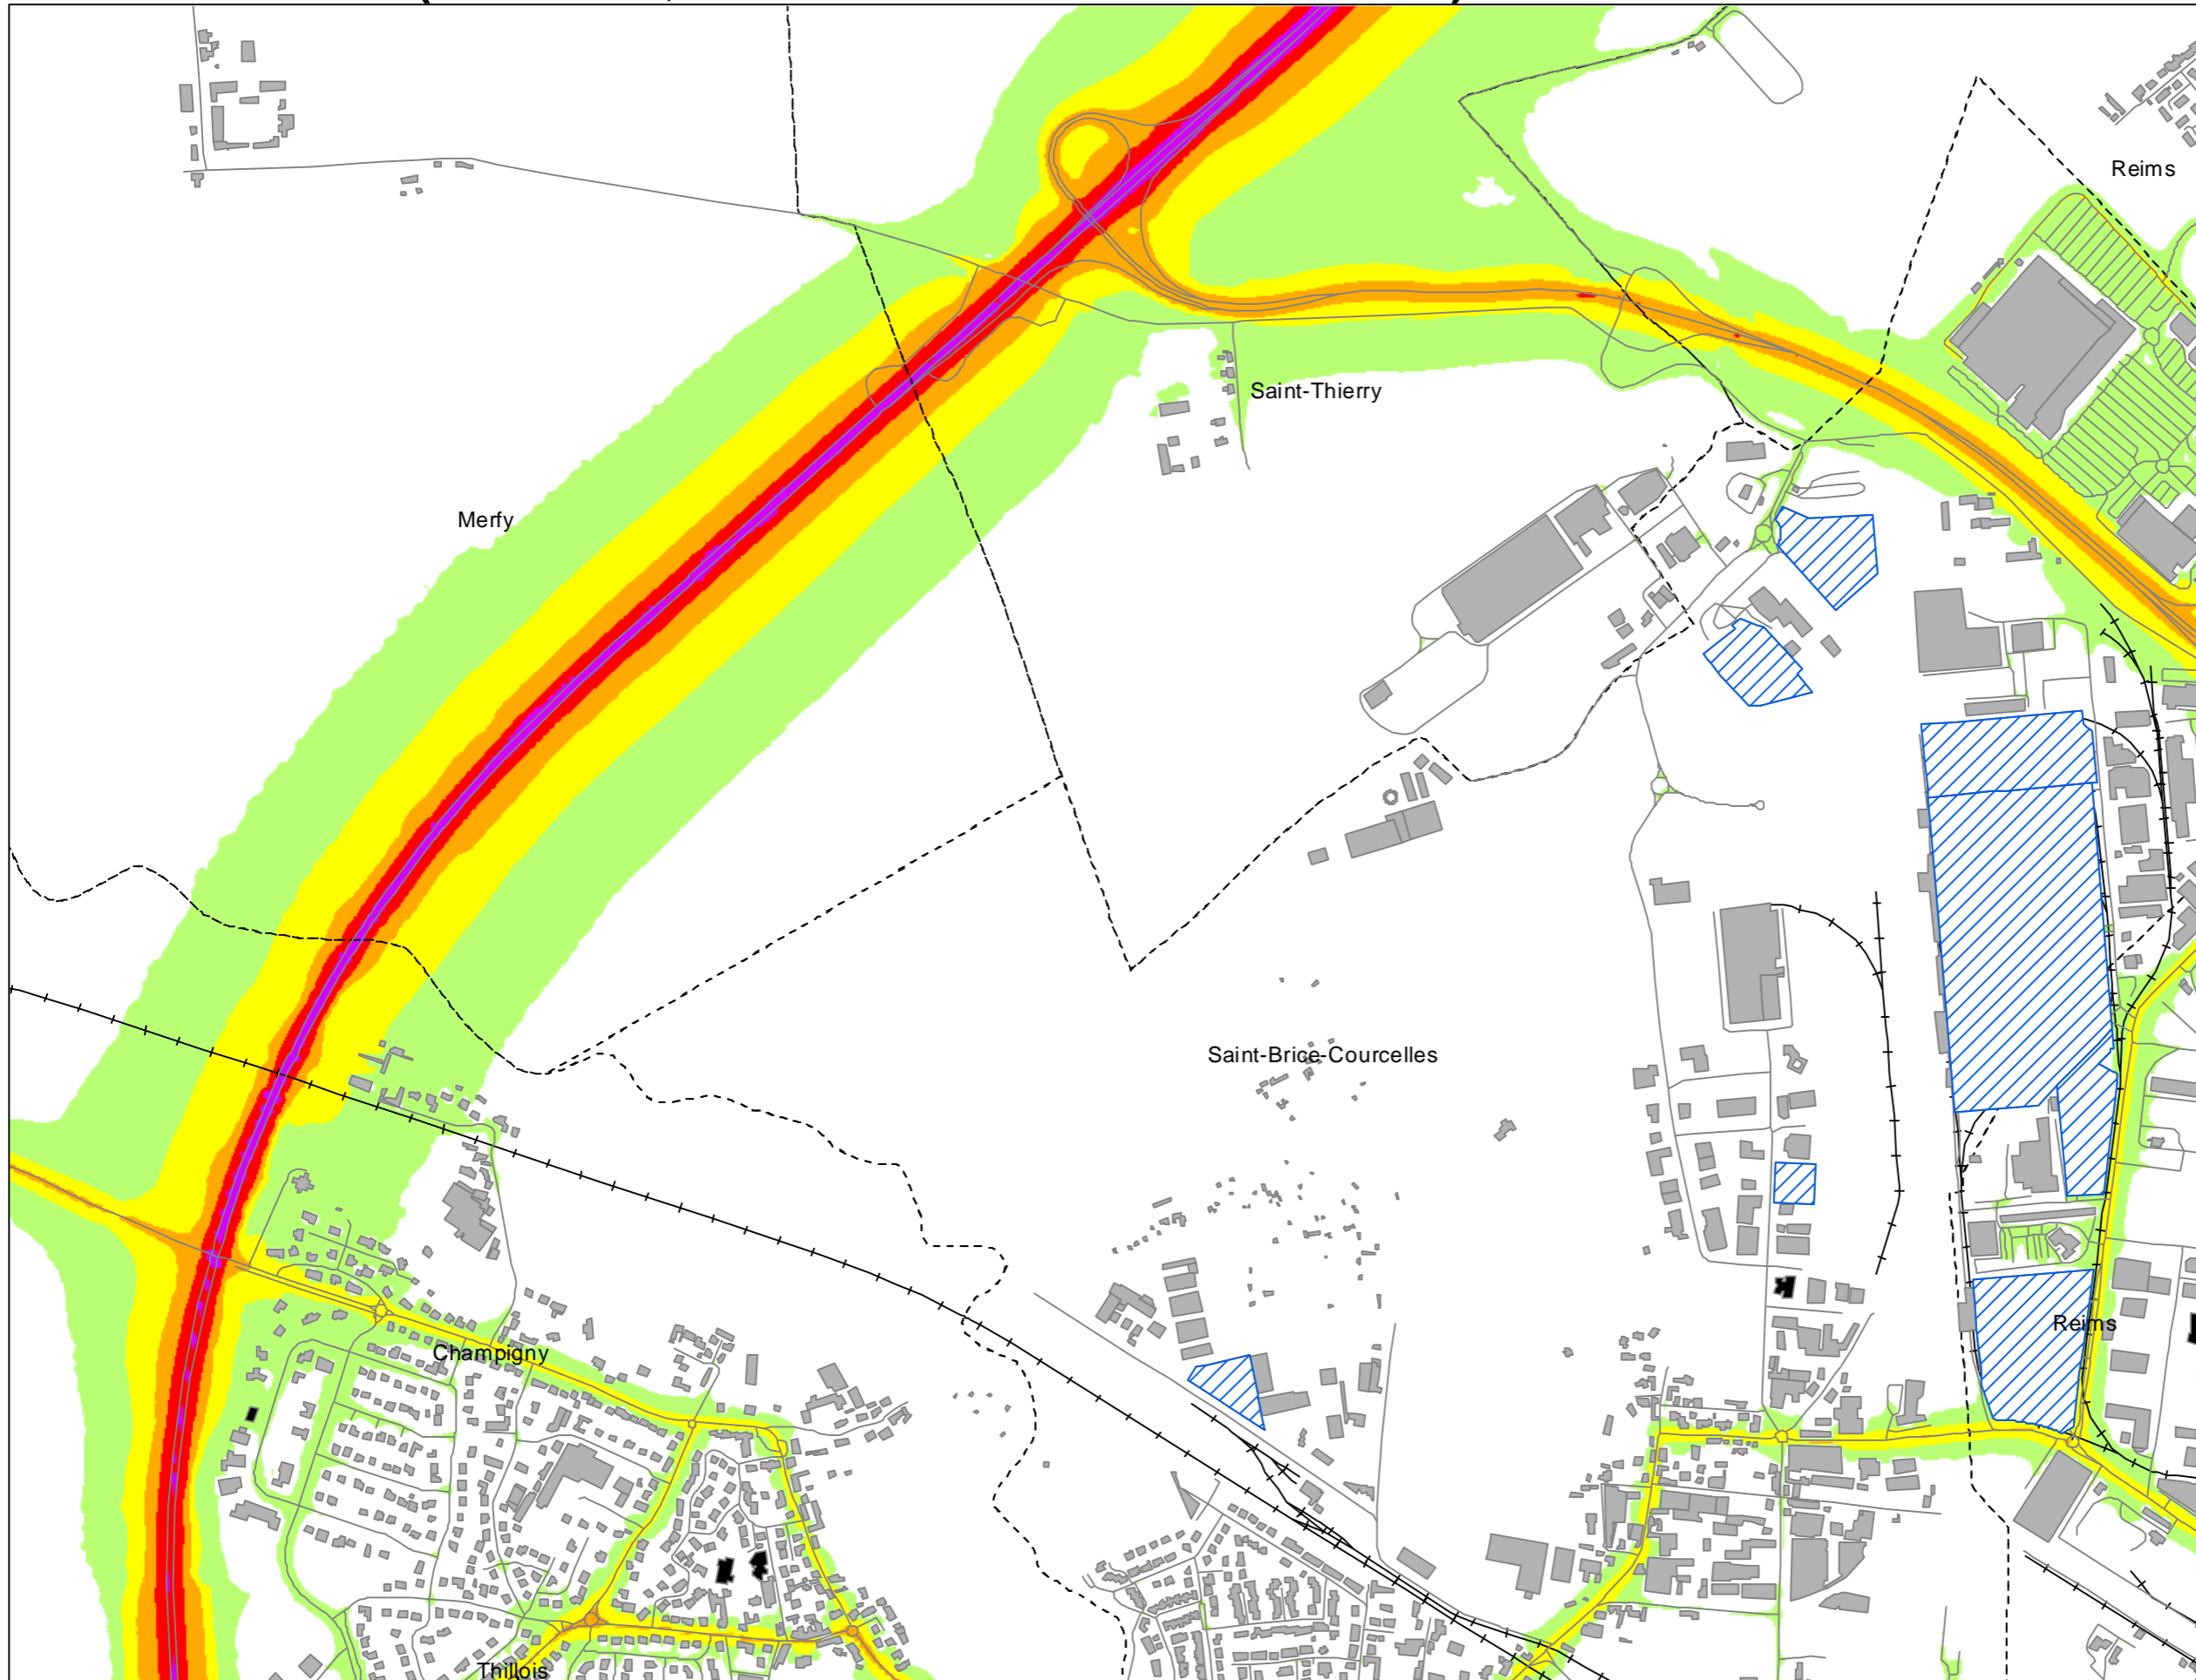 Reims
Saint-Thierry
Merfy
Saint-Brice-Courcelles
Reims
Champigny
Thillois